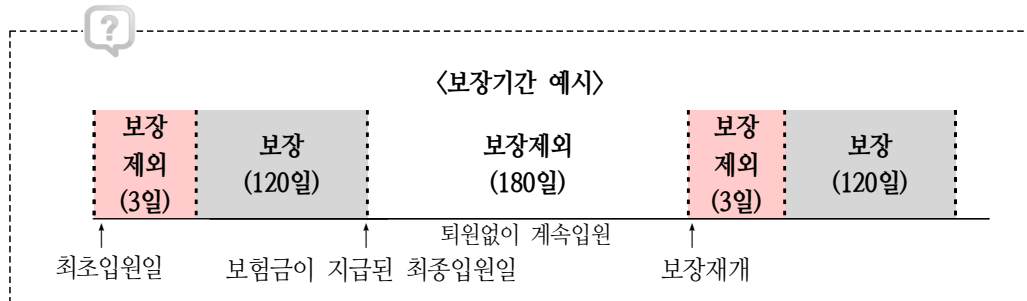 ?
〈보장기간 예시〉
보장
제외
(3일)
보장
(120일)
보장제외
(180일)
보장
제외
(3일)
보장
(120일)
퇴원없이 계속입원
최초입원일
보험금이 지급된 최종입원일
보장재개